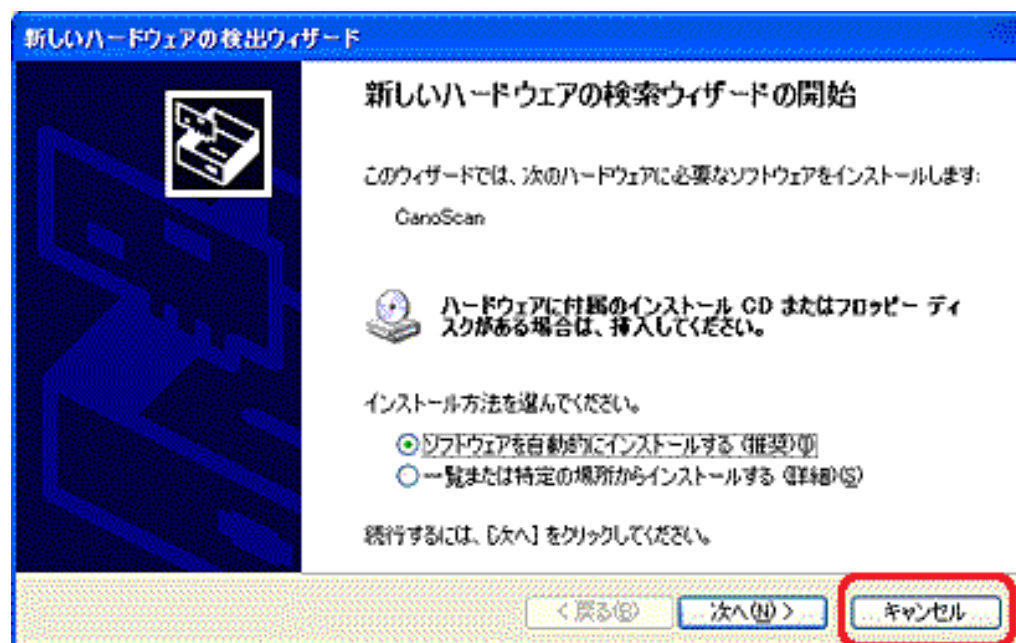 新しいハードウェアの検出ウィザード
新しいハードウェアの検索ウィザードの開始
このウィザードでは、次のハードウェアに必要なソフトウェアをインストールします:
CanoScan
ハードウェアに付属のインストール CD またはフロッピー ディ
スクがある場合は、挿入してください。
インストール方法を選んでください。
ソフトウェアを自動的にインストールする (推奨)(I)
一覧または特定の場所からインストールする (詳細)(S)
続行するには、[次へ] をクリックしてください。
< 戻る(B)
次へ(N) >
キャンセル